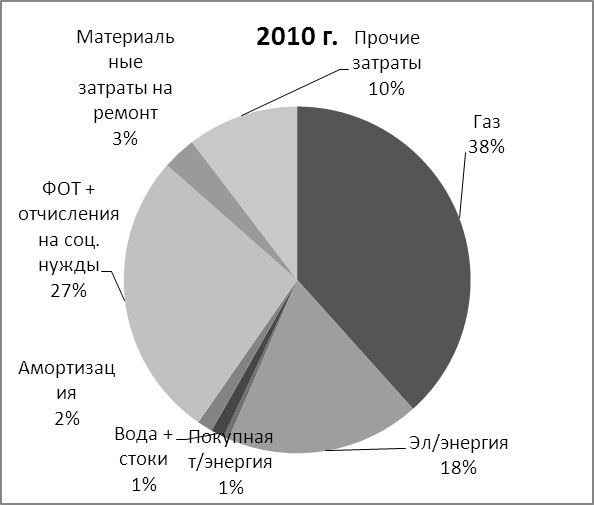 2010 г.
Прочие
затраты
10%
Газ
38%
Эл/энергия
18%
Покупная
т/энергия
1%
Вода +
стоки
1%
Амортизац
ия
2%
ФОТ +
отчисления
на соц.
нужды
27%
Материаль
ные
затраты на
ремонт
3%